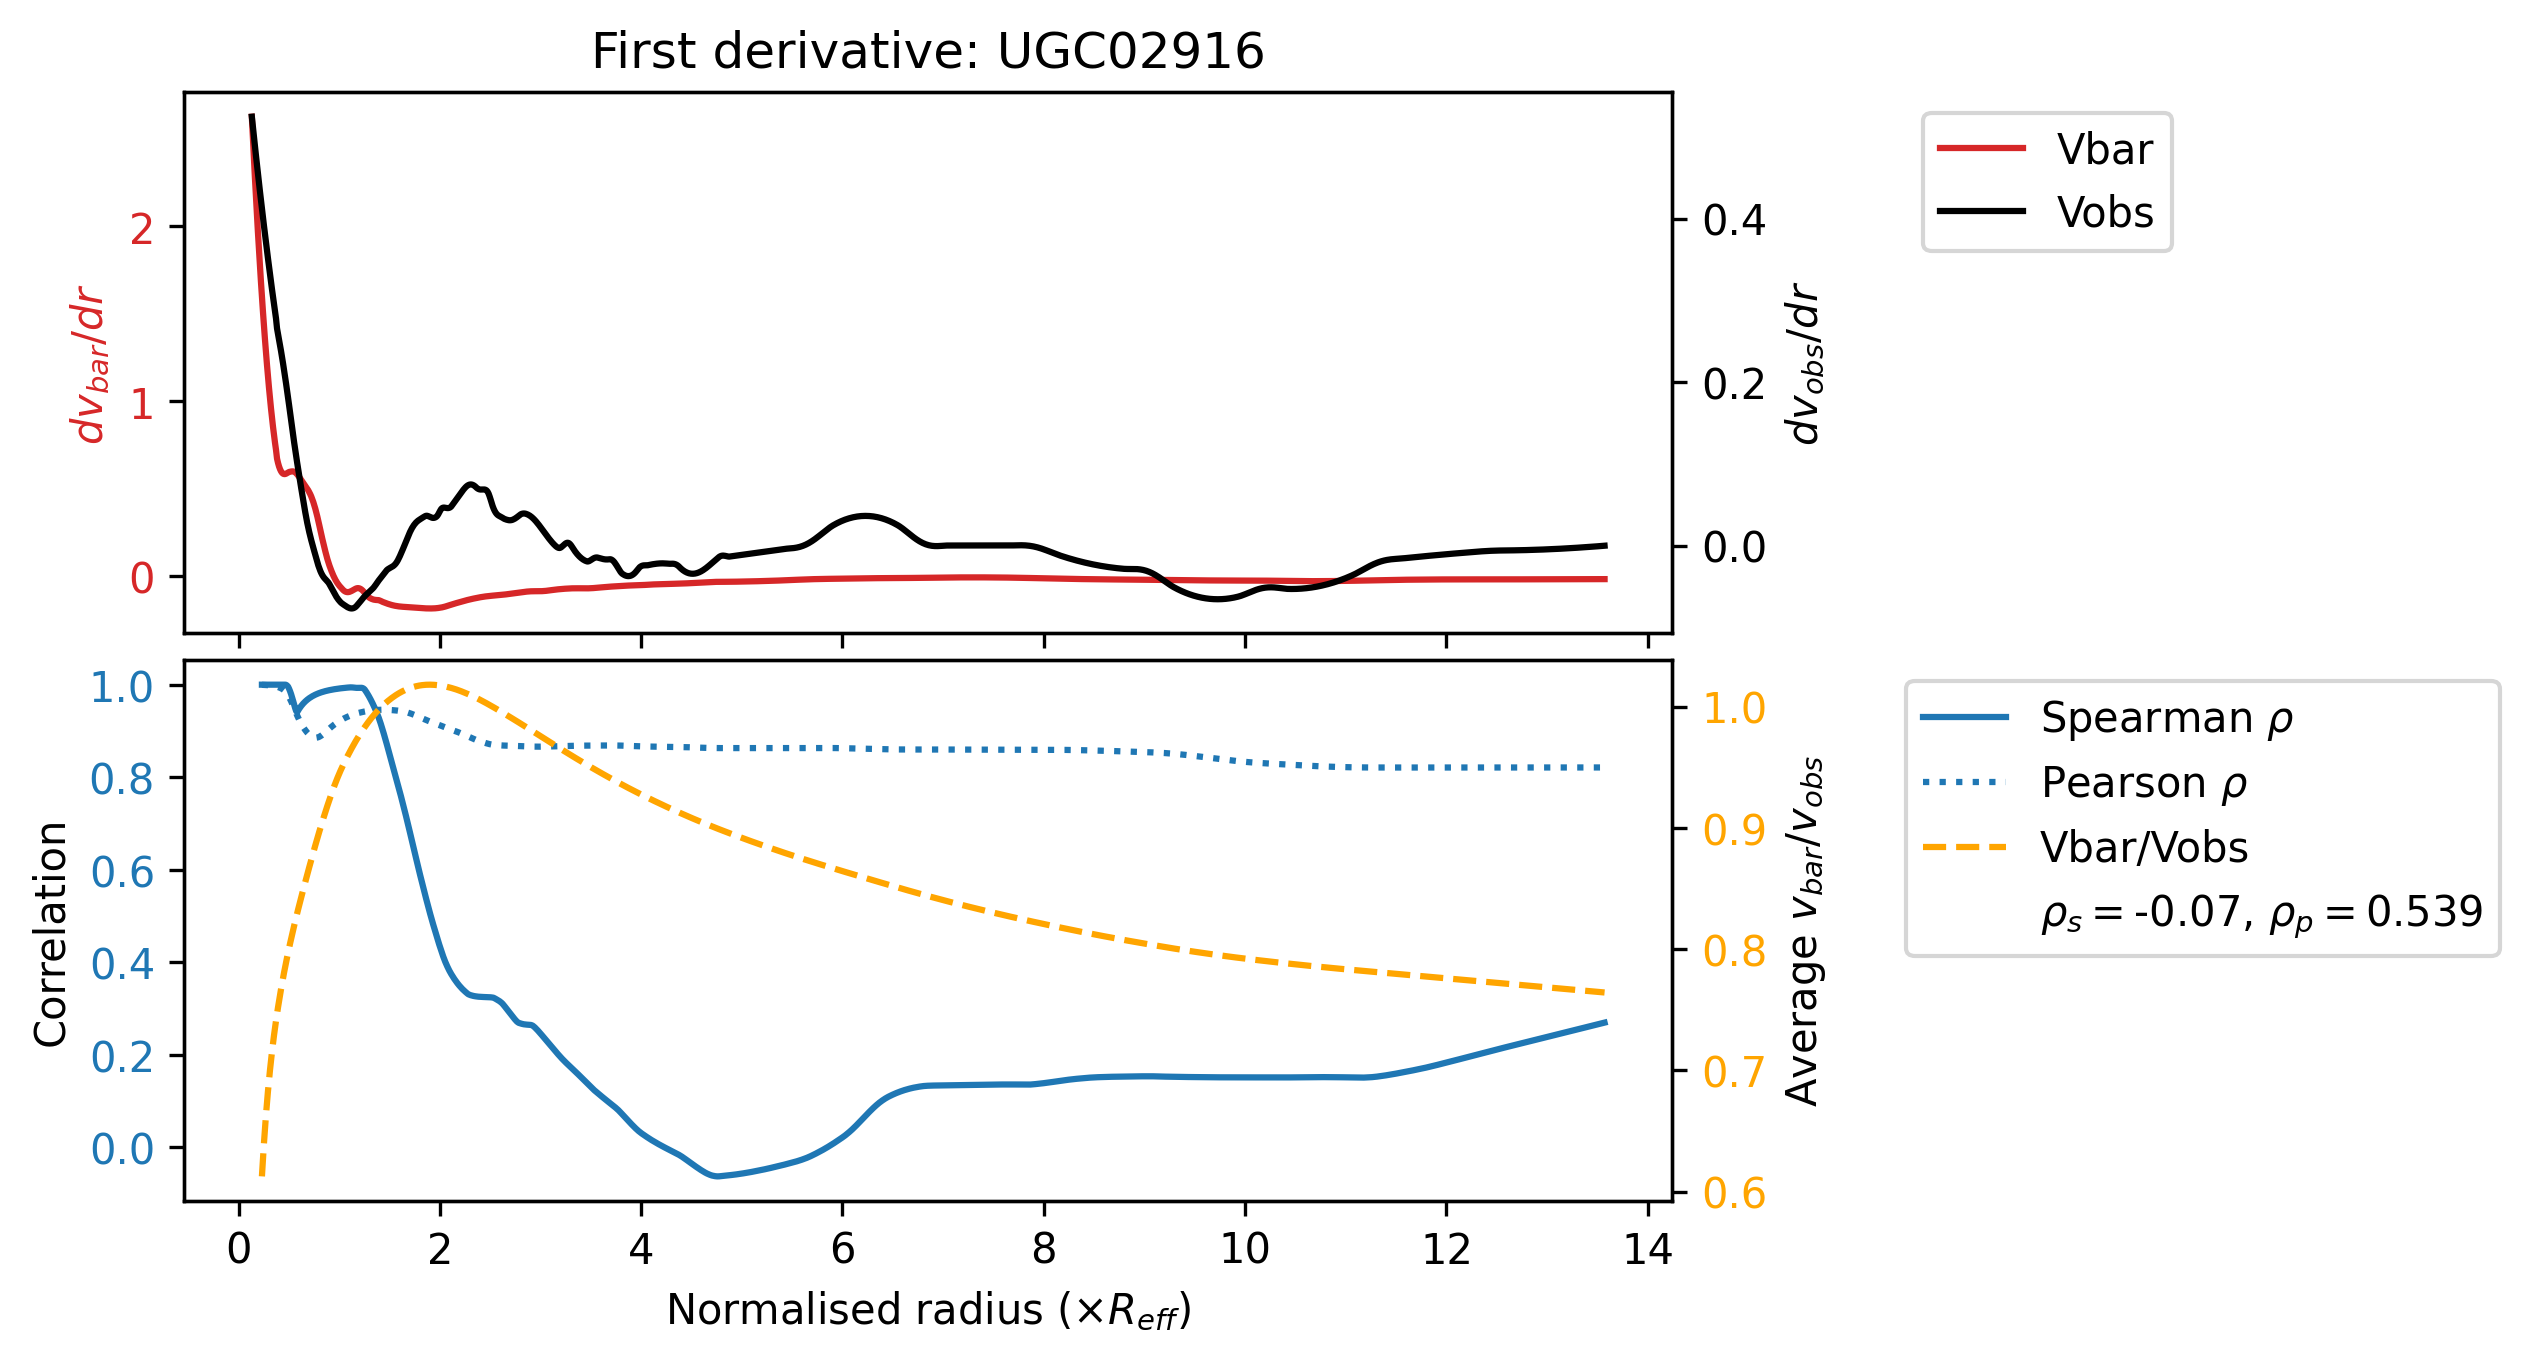 First derivative: UGC02916
2
1
0
dv_bar/dr
0.4
0.2
0.0
dv_obs/dr
Vbar
Vobs
1.0
0.8
0.6
0.4
0.2
0.0
Correlation
1.0
0.9
0.8
0.7
0.6
Average v_bar/v_obs
Spearman ρ
Pearson ρ
Vbar/Vobs
ρ_s = -0.07, ρ_p = 0.539
0 2 4 6 8 10 12 14
Normalised radius (×R_eff)